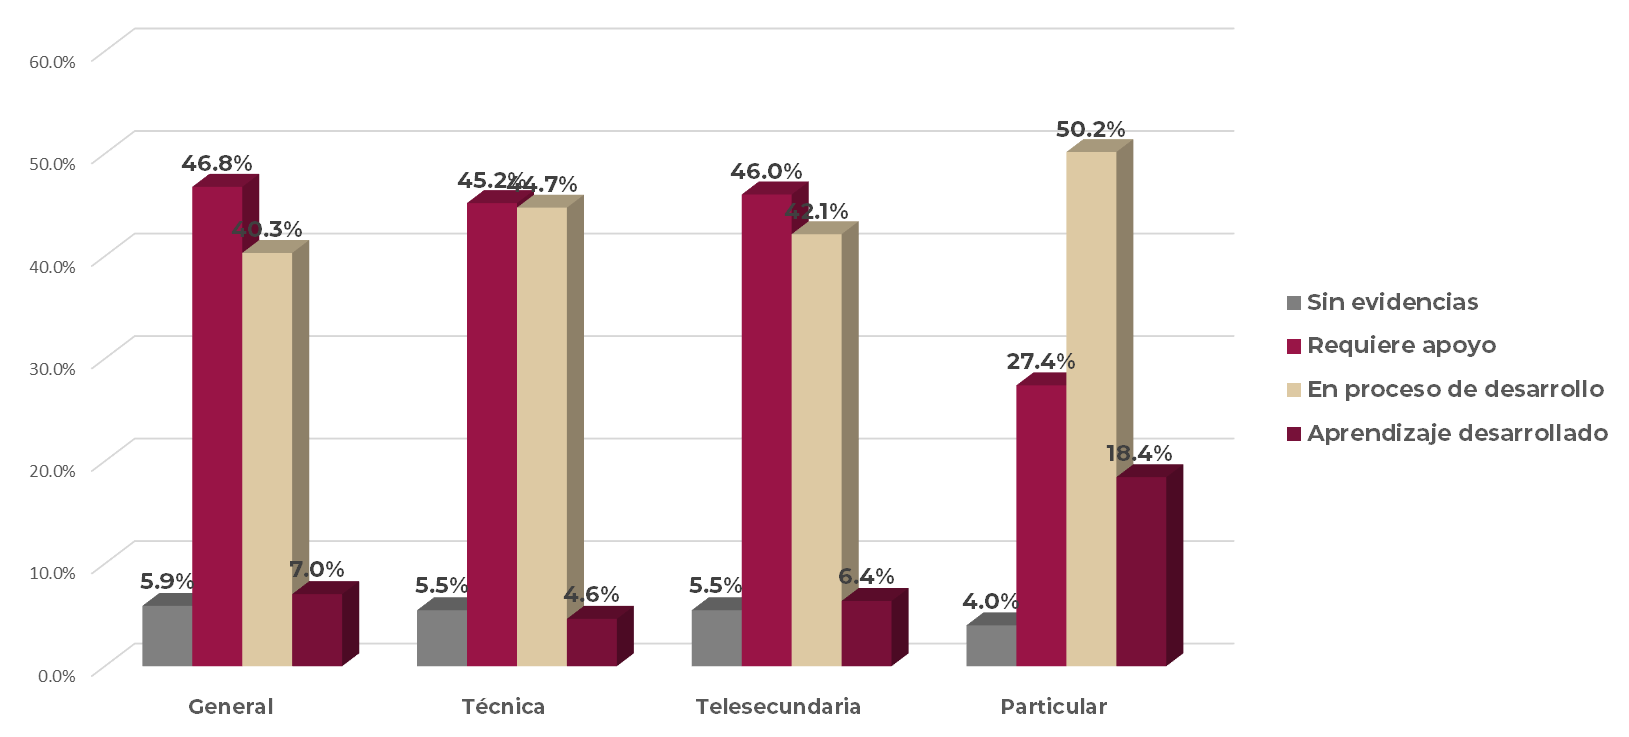 60.0%
50.0%
40.0%
30.0%
20.0%
10.0%
0.0%
5.9%
46.8%
40.3%
7.0%
5.5%
45.2%
44.7%
4.6%
5.5%
46.0%
42.1%
6.4%
4.0%
27.4%
50.2%
18.4%
General
Técnica
Telesecundaria
Particular
Sin evidencias
Requiere apoyo
En proceso de desarrollo
Aprendizaje desarrollado